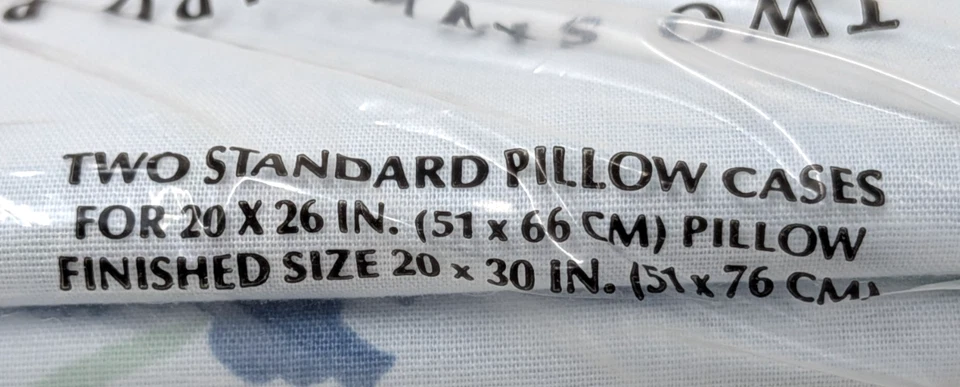 TWO STANDARD PILLOW CASES
FOR 20 X 26 IN. (51 x 66 CM) PILLOW
FINISHED SIZE 20 x 30 IN. (51 x 76 CM)